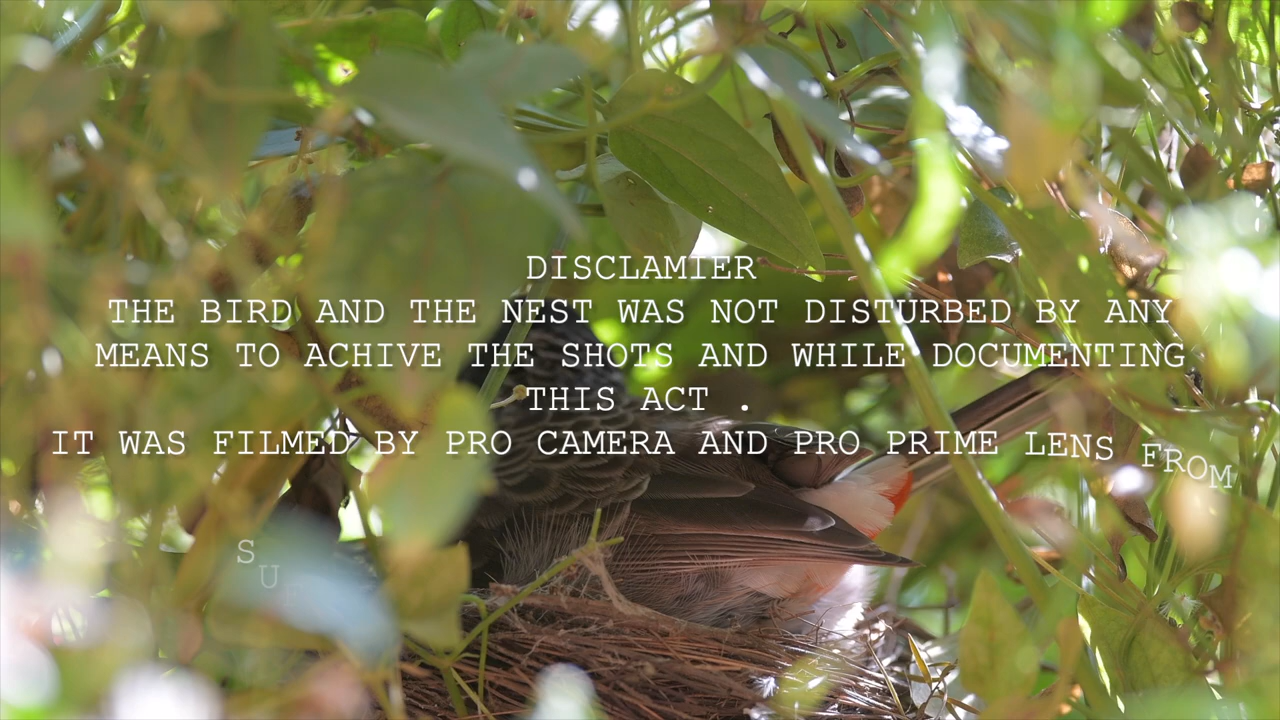 DISCLAMIER
THE BIRD AND THE NEST WAS NOT DISTURBED BY ANY
MEANS TO ACHIVE THE SHOTS AND WHILE DOCUMENTING
THIS ACT .
IT WAS FILMED BY PRO CAMERA AND PRO PRIME LENS FROM